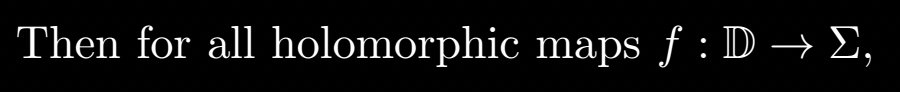 Then for all holomorphic maps f : 𝔻 → Σ,